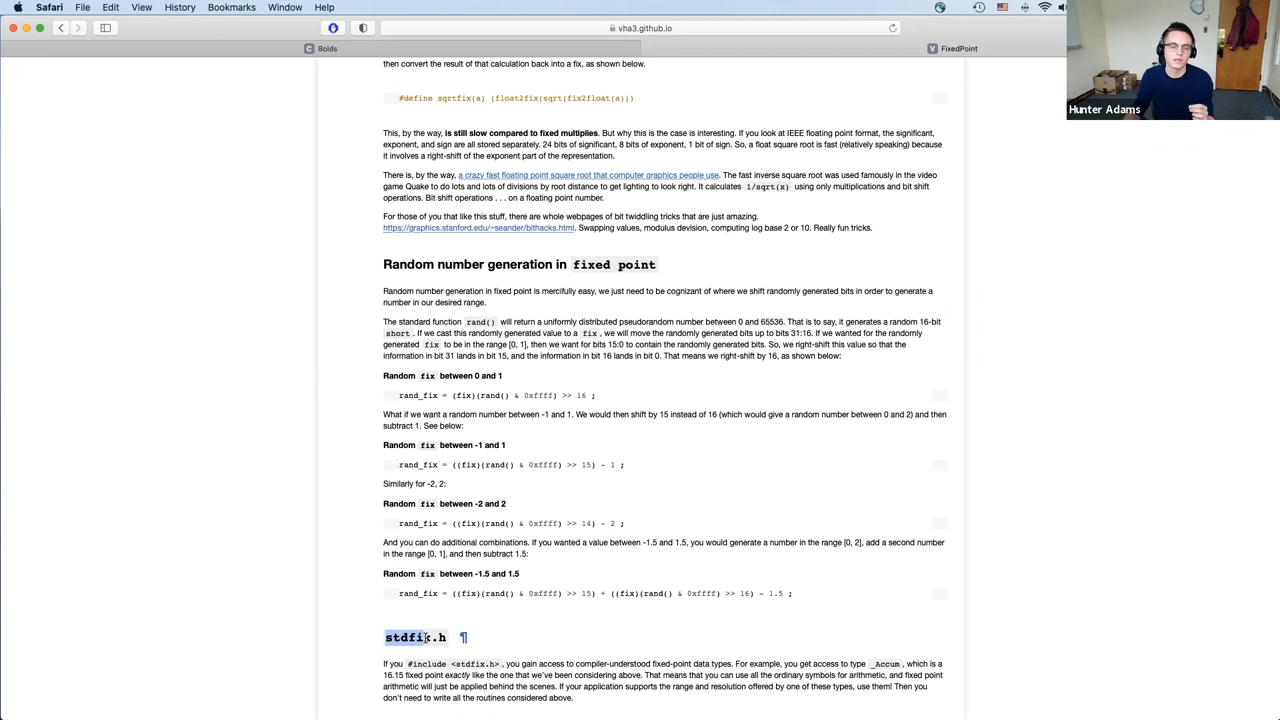 Safari File Edit View History Bookmarks Develop Window Help
vha3.github.io
Boids
FixedPoint
Hunter Adams
then convert the result of that calculation back into a fix, as shown below.
#define sqrtfix(a) (float2fix(sqrt(fix2float(a)))
This, by the way, is still slow compared to fixed multiplies. But why this is the case is interesting. If you look at IEEE floating point format, the significant,
exponent, and sign are all stored separately. 24 bits of significant, 8 bits of exponent, 1 bit of sign. So, a float square root is fast (relatively speaking) because
it involves a right-shift of the exponent part of the representation.
There is, by the way, a crazy fast floating point square root that computer graphics people use. The fast inverse square root was used famously in the video
game Quake to do lots and lots of divisions by root distance to get lighting to look right. It calculates 1/sqrt(x) using only multiplications and bit shift
operations. Bit shift operations . . . on a floating point number.
For those of you that like this stuff, there are whole webpages of bit twiddling tricks that are just amazing.
https://graphics.stanford.edu/~seander/bithacks.html. Swapping values, modulus devision, computing log base 2 or 10. Really fun tricks.
Random number generation in fixed point
Random number generation in fixed point is mercifully easy, we just need to be cognizant of where we shift randomly generated bits in order to generate a
number in our desired range.
The standard function rand() will return a uniformly distributed pseudorandom number between 0 and 65536. That is to say, it generates a random 16-bit
short. If we cast this randomly generated value to a fix, we will move the randomly generated bits up to bits 31:16. If we wanted for the randomly
generated fix to be in the range [0, 1], then we want for bits 15:0 to contain the randomly generated bits. So, we right-shift this value so that the
information in bit 31 lands in bit 15, and the information in bit 16 lands in bit 0. That means we right-shift by 16, as shown below:
Random fix between 0 and 1
rand_fix = (fix)(rand() & 0xffff) >> 16 ;
What if we want a random number between -1 and 1. We would then shift by 15 instead of 16 (which would give a random number between 0 and 2) and then
subtract 1. See below:
Random fix between -1 and 1
rand_fix = ((fix)(rand() & 0xffff) >> 15) - 1 ;
Similarly for -2, 2:
Random fix between -2 and 2
rand_fix = ((fix)(rand() & 0xffff) >> 14) - 2 ;
And you can do additional combinations. If you wanted a value between -1.5 and 1.5, you would generate a number in the range [0, 2], add a second number
in the range [0, 1], and then subtract 1.5:
Random fix between -1.5 and 1.5
rand_fix = ((fix)(rand() & 0xffff) >> 15) + ((fix)(rand() & 0xffff) >> 16) - 1.5 ;
stdfix.h ¶
If you #include <stdfix.h>, you gain access to compiler-understood fixed-point data types. For example, you get access to type _Accum, which is a
16.15 fixed point exactly like the one that we've been considering above. That means that you can use all the ordinary symbols for arithmetic, and fixed point
arithmetic will just be applied behind the scenes. If your application supports the range and resolution offered by one of these types, use them! Then you
don't need to write all the routines considered above.